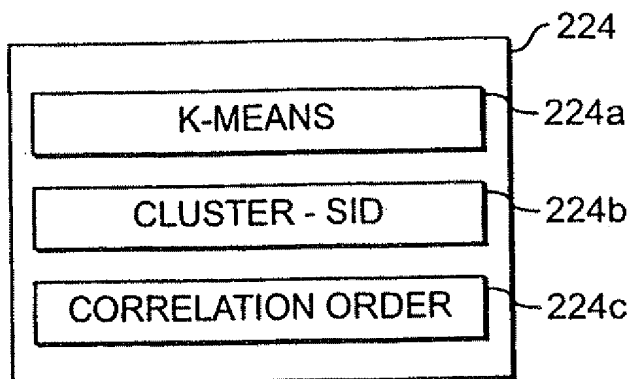 224
K-MEANS
224a
CLUSTER - SID
224b
CORRELATION ORDER
224c